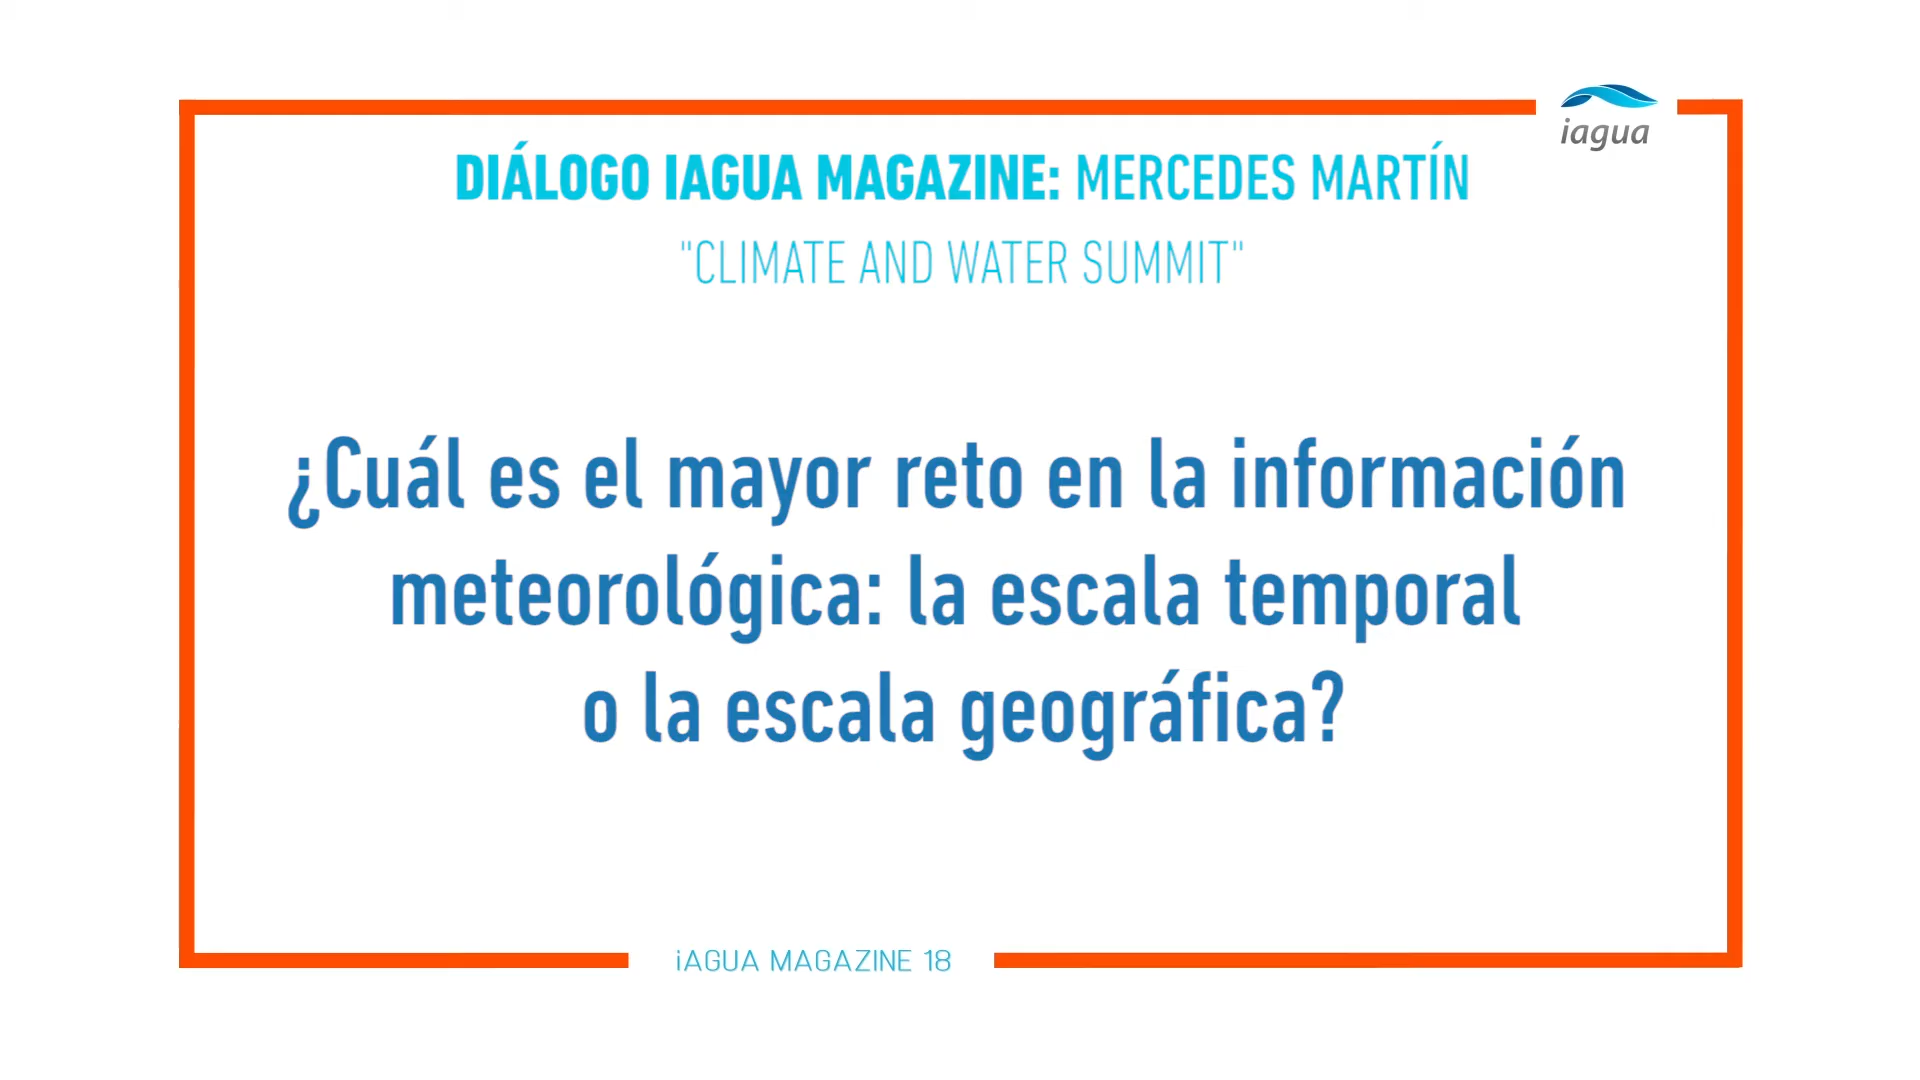 iagua
DIÁLOGO IAGUA MAGAZINE: MERCEDES MARTÍN
"CLIMATE AND WATER SUMMIT"
¿Cuál es el mayor reto en la información
meteorológica: la escala temporal
o la escala geográfica?
iAGUA MAGAZINE 18